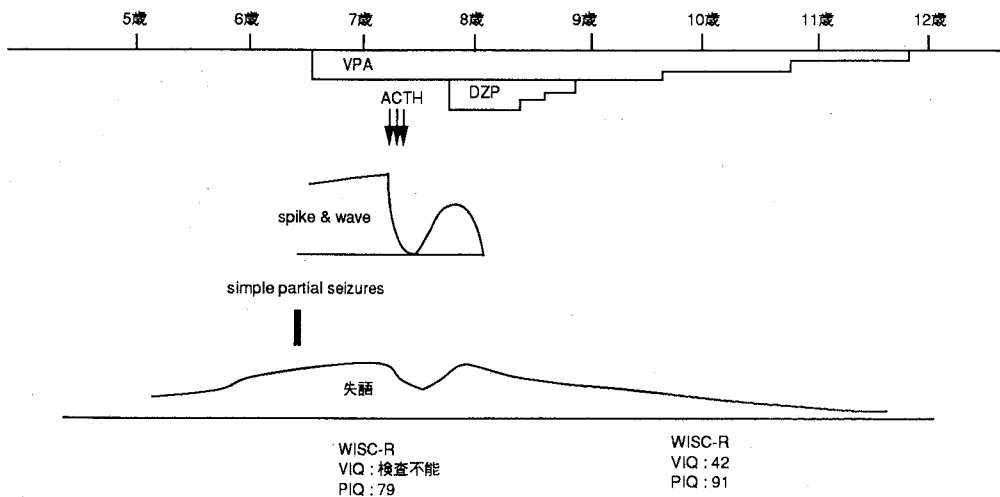 5歳 6歳 7歳 8歳 9歳 10歳 11歳 12歳
VPA
DZP
ACTH
spike & wave
simple partial seizures
失語
WISC-R
VIQ : 検査不能
PIQ : 79
WISC-R
VIQ : 42
PIQ : 91